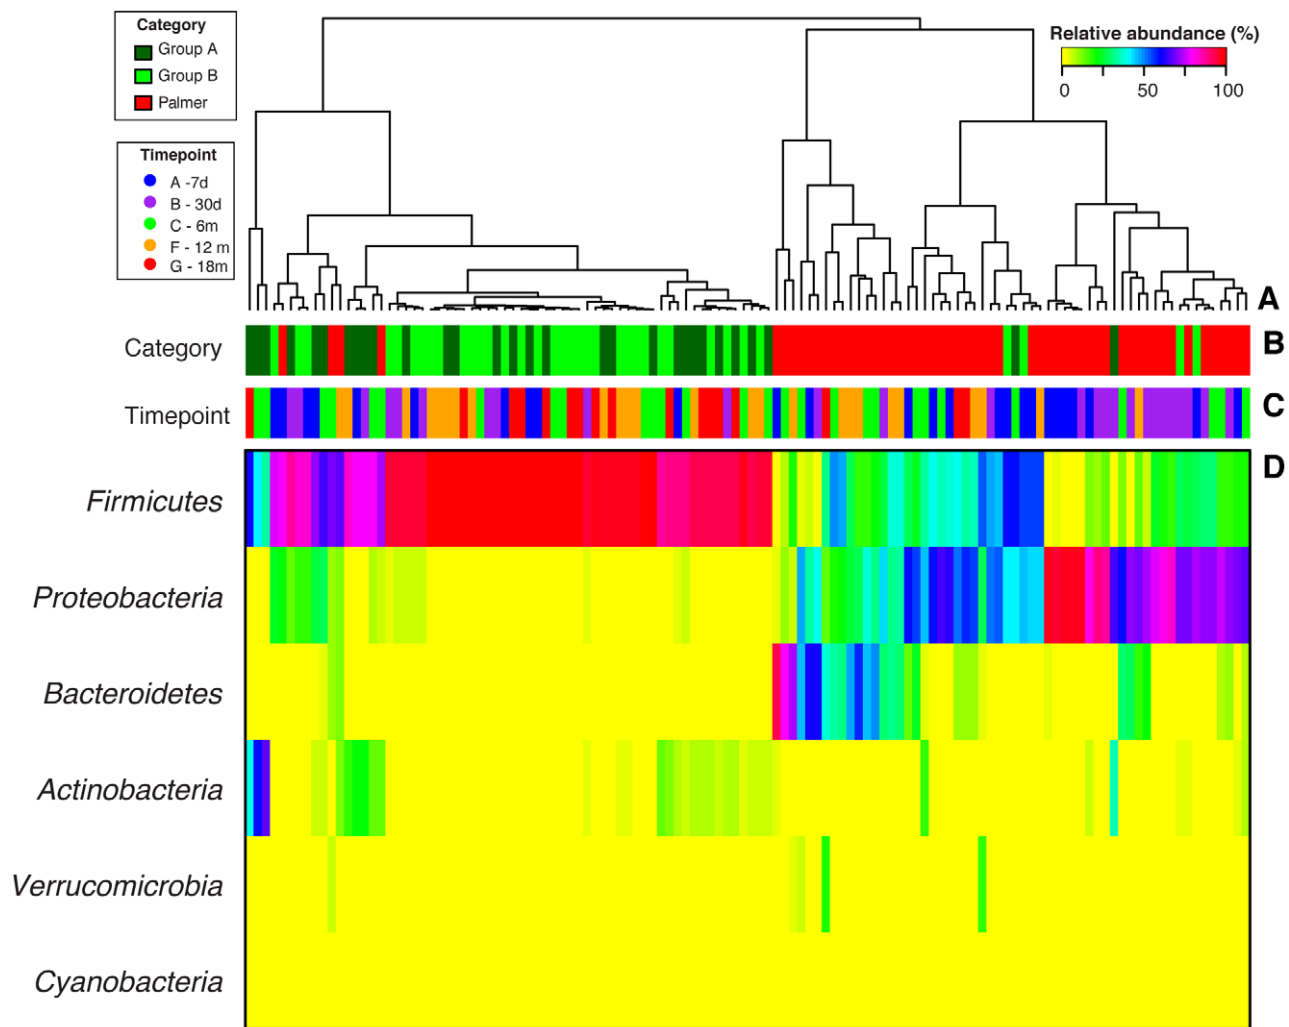 Category
Group A
Group B
Palmer
Relative abundance (%)
0 50 100
Timepoint
A -7d
B - 30d
C - 6m
F - 12 m
G - 18m
A
Category
B
Timepoint
C
D
Firmicutes
Proteobacteria
Bacteroidetes
Actinobacteria
Verrucomicrobia
Cyanobacteria